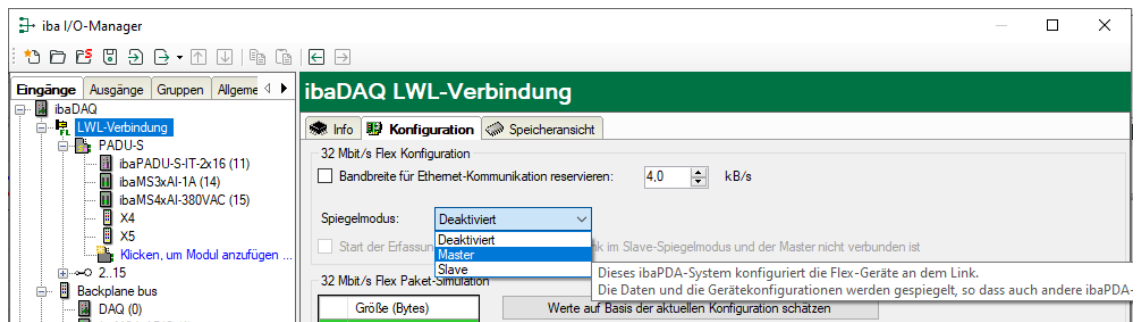 iba I/O-Manager
Eingänge Ausgänge Gruppen Allgeme
ibaDAQ LWL-Verbindung
ibaDAQ
LWL-Verbindung
PADU-S
ibaPADU-S-IT-2x16 (11)
ibaMS3xAI-1A (14)
ibaMS4xAI-380VAC (15)
X4
X5
Klicken, um Modul anzufügen ...
2..15
Backplane bus
DAQ (0)
Info Konfiguration Speicheransicht
32 Mbit/s Flex Konfiguration
Bandbreite für Ethernet-Kommunikation reservieren: 4,0 kB/s
Spiegelmodus: Deaktiviert
Deaktiviert
Master
Slave
Start der Erfassun
k im Slave-Spiegelmodus und der Master nicht verbunden ist
Dieses ibaPDA-System konfiguriert die Flex-Geräte an dem Link.
Die Daten und die Gerätekonfigurationen werden gespiegelt, so dass auch andere ibaPDA-
32 Mbit/s Flex Paket-Simulation
Größe (Bytes) Werte auf Basis der aktuellen Konfiguration schätzen